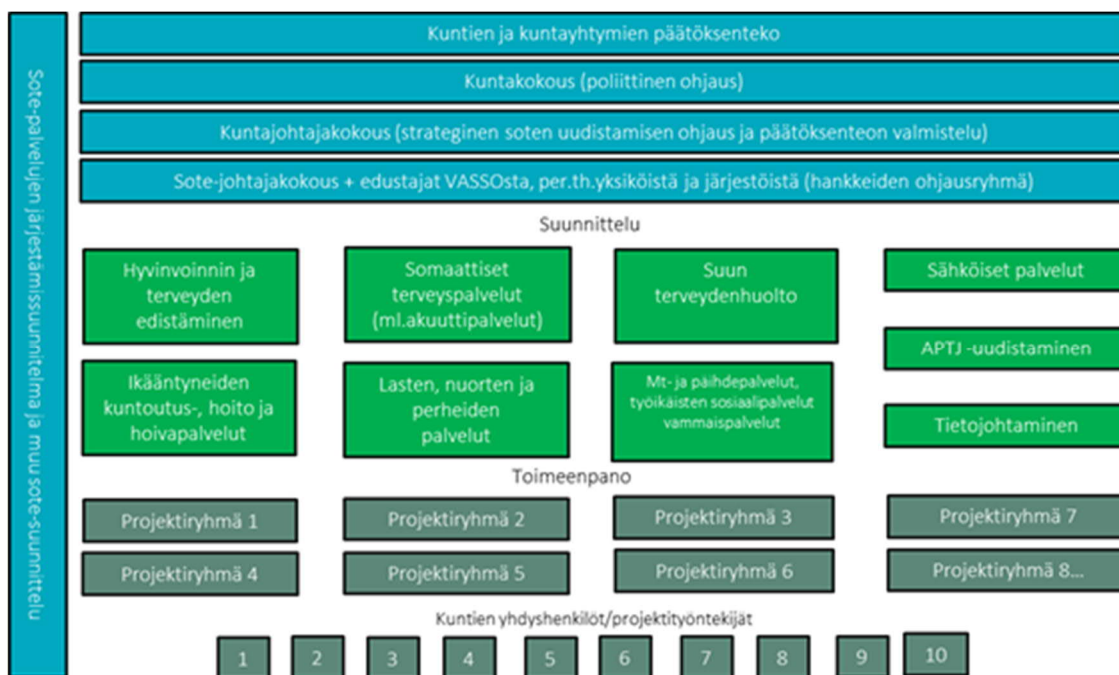 Sote-palvelujen järjestämissuunnitelma ja muu sote-suunnittelu
Kuntien ja kuntayhtymien päätöksenteko
Kuntakokous (poliittinen ohjaus)
Kuntajohtajakokous (strateginen soten uudistamisen ohjaus ja päätöksenteon valmistelu)
Sote-johtajakokous + edustajat VASSOsta, per.th.yksiköistä ja järjestöistä (hankkeiden ohjausryhmä)
Suunnittelu
Hyvinvoinnin ja
terveyden
edistäminen
Somaattiset
terveyspalvelut
(ml.akuuttipalvelut)
Suun
terveydenhuolto
Sähköiset palvelut
APTJ -uudistaminen
Ikääntyneiden
kuntoutus-, hoito ja
hoivapalvelut
Lasten, nuorten ja
perheiden
palvelut
Mt- ja päihdepalvelut,
työikäisten sosiaalipalvelut
vammaispalvelut
Tietojohtaminen
Toimeenpano
Projektiryhmä 1
Projektiryhmä 2
Projektiryhmä 3
Projektiryhmä 7
Projektiryhmä 4
Projektiryhmä 5
Projektiryhmä 6
Projektiryhmä 8...
Kuntien yhdyshenkilöt/projektityöntekijät
1
2
3
4
5
6
7
8
9
10